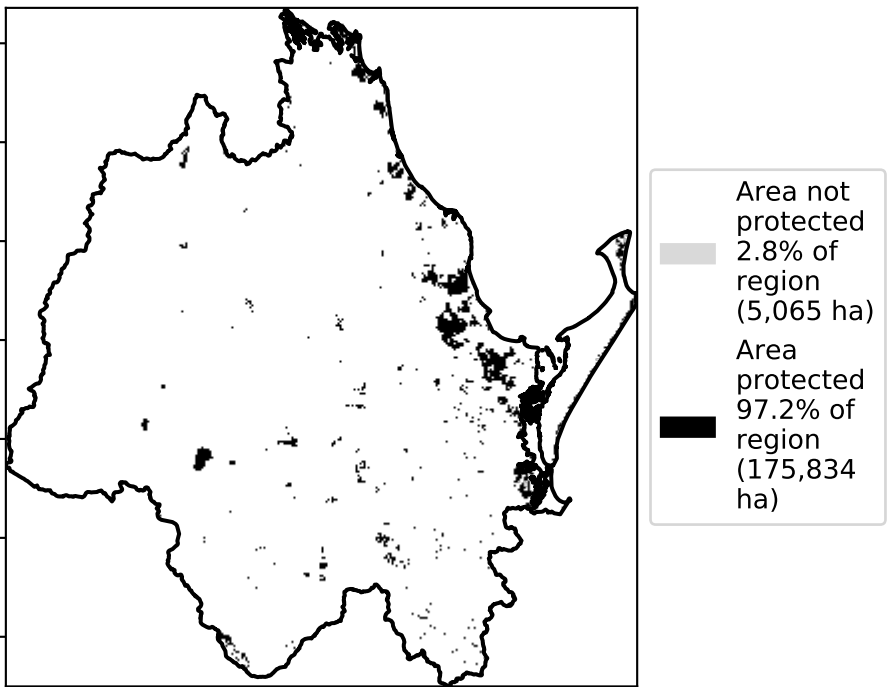 Area not
protected
2.8% of
region
(5,065 ha)
Area
protected
97.2% of
region
(175,834
ha)